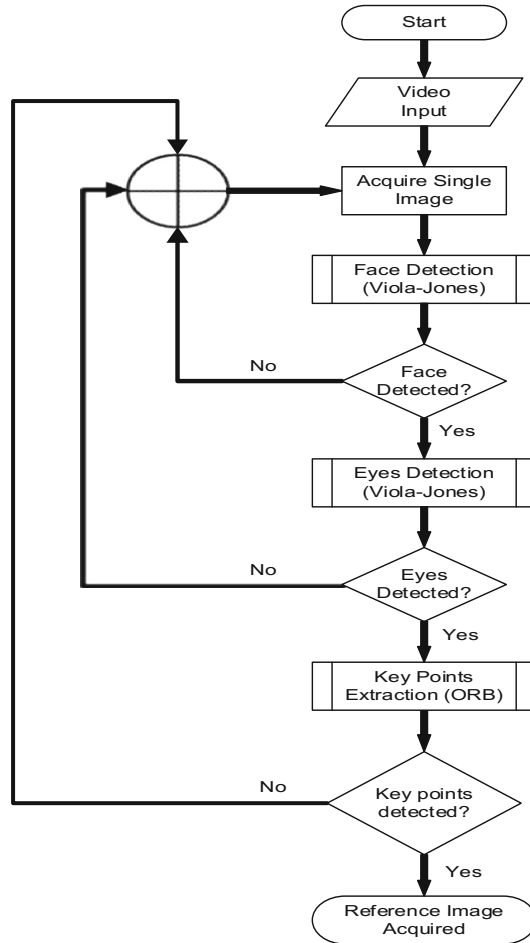 Start
Video
Input
Acquire Single
Image
Face Detection
(Viola-Jones)
Face
Detected?
No
Yes
Eyes Detection
(Viola-Jones)
Eyes
Detected?
No
Yes
Key Points
Extraction (ORB)
Key points
detected?
No
Yes
Reference Image
Acquired